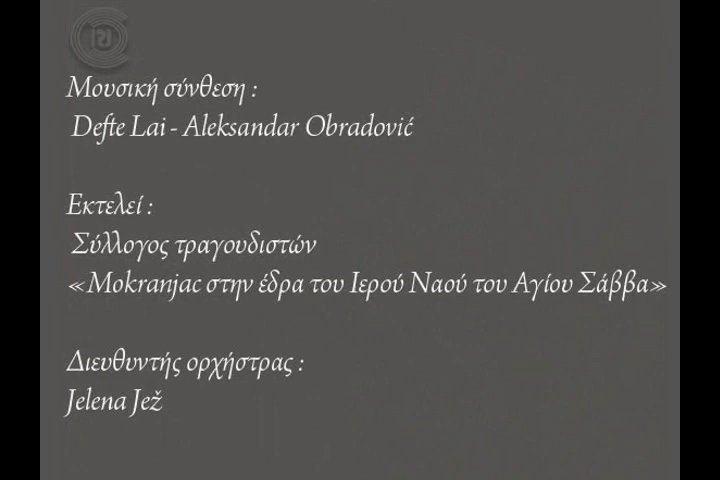 Μουσική σύνθεση :
Defte Lai - Aleksandar Obradović
Εκτελεί :
Σύλλογος τραγουδιστών
«Mokranjac στην έδρα του Ιερού Ναού του Αγίου Σάββα»
Διευθυντής ορχήστρας :
Jelena Jež